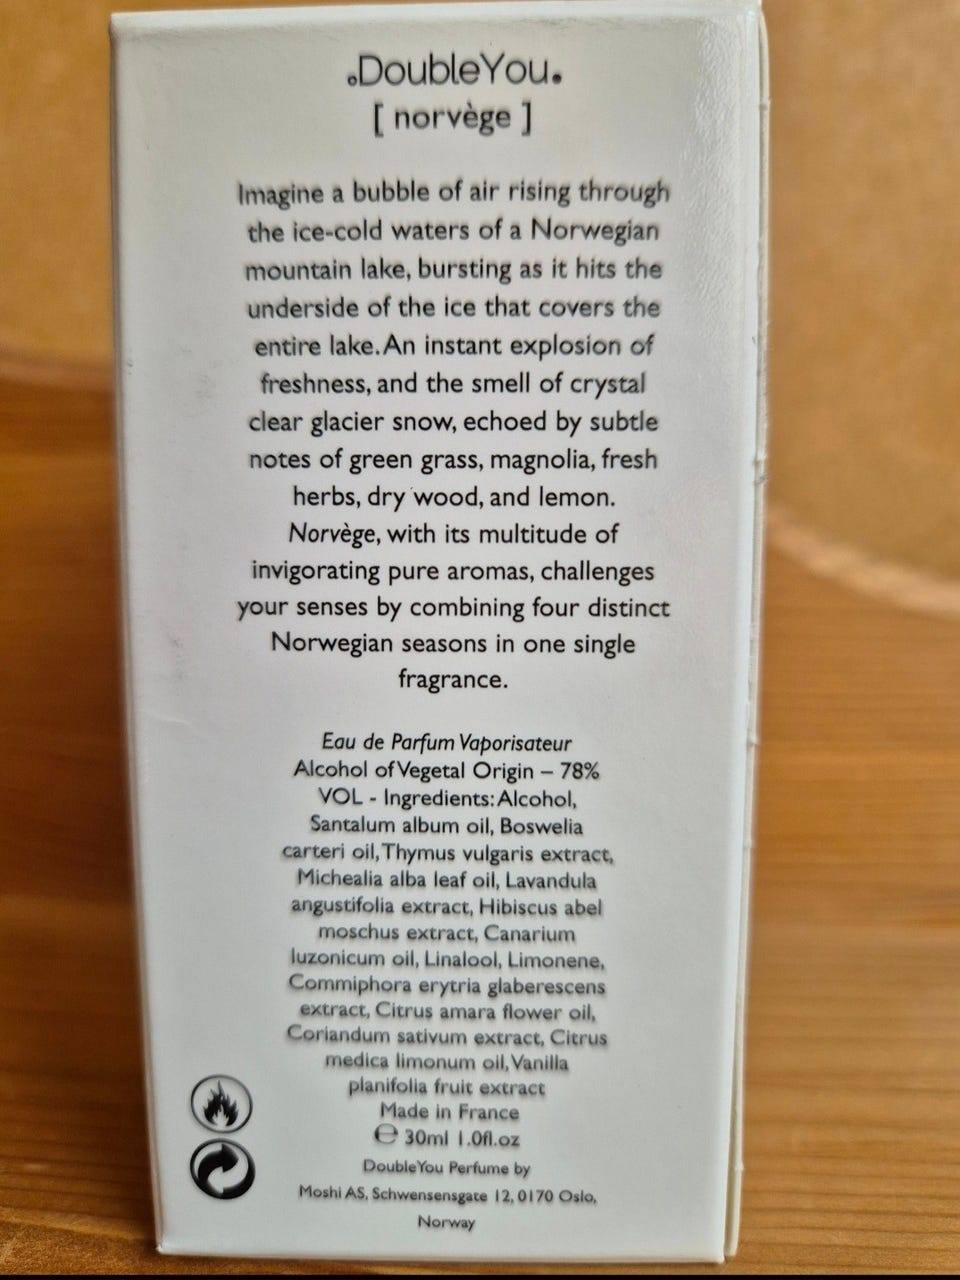 .DoubleYou.
[ norvège ]
Imagine a bubble of air rising through
the ice-cold waters of a Norwegian
mountain lake, bursting as it hits the
underside of the ice that covers the
entire lake. An instant explosion of
freshness, and the smell of crystal
clear glacier snow, echoed by subtle
notes of green grass, magnolia, fresh
herbs, dry wood, and lemon.
Norvège, with its multitude of
invigorating pure aromas, challenges
your senses by combining four distinct
Norwegian seasons in one single
fragrance.
Eau de Parfum Vaporisateur
Alcohol of Vegetal Origin – 78%
VOL - Ingredients: Alcohol,
Santalum album oil, Boswelia
carteri oil, Thymus vulgaris extract,
Michealia alba leaf oil, Lavandula
angustifolia extract, Hibiscus abel
moschus extract, Canarium
luzonicum oil, Linalool, Limonene,
Commiphora erytria glaberescens
extract, Citrus amara flower oil,
Coriandum sativum extract, Citrus
medica limonum oil, Vanilla
planifolia fruit extract
Made in France
℮ 30ml 1.0fl.oz
DoubleYou Perfume by
Moshi AS, Schwensensgate 12, 0170 Oslo,
Norway